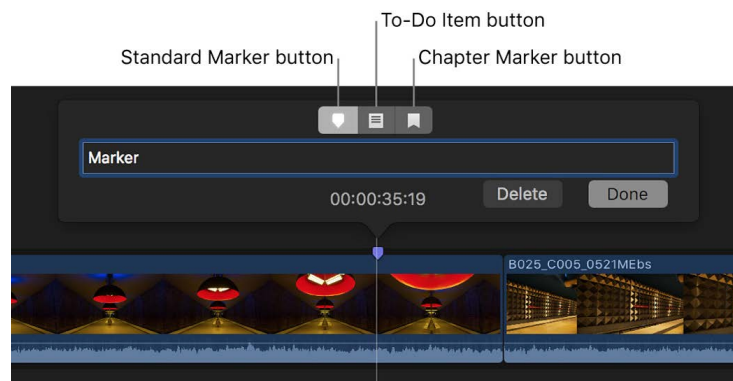 To-Do Item button
Standard Marker button
Chapter Marker button
Marker
00:00:35:19
Delete
Done
B025_C005_0521MEbs